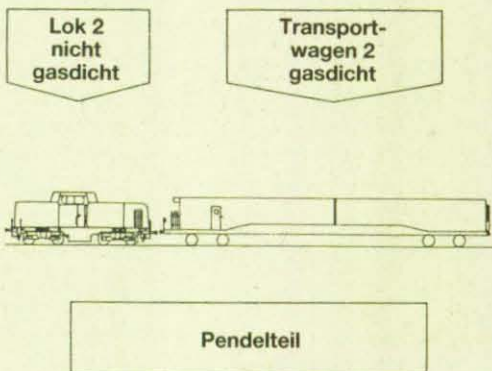 Lok 2
nicht
gasdicht
Transport-
wagen 2
gasdicht
Pendelteil